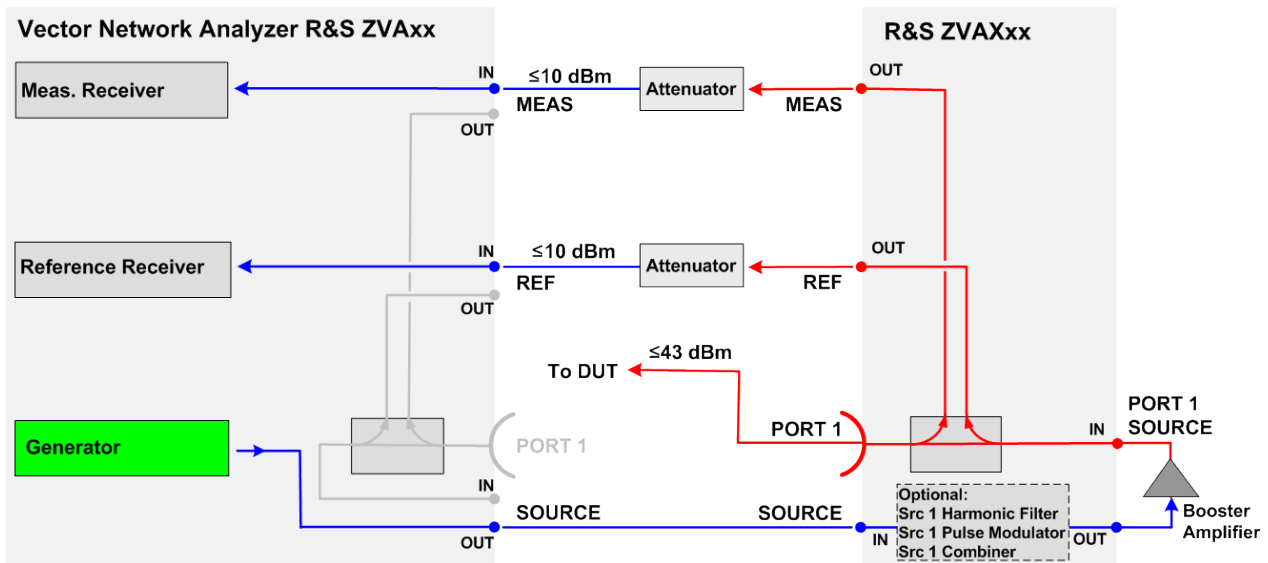 Vector Network Analyzer R&S ZVAxx
R&S ZVAXxx
Meas. Receiver
IN
≤10 dBm
MEAS
OUT
Attenuator
MEAS
OUT
Reference Receiver
IN
≤10 dBm
REF
OUT
Attenuator
REF
OUT
To DUT
≤43 dBm
Generator
PORT 1
PORT 1
IN
PORT 1
SOURCE
IN
SOURCE
OUT
SOURCE
IN
Optional:
Src 1 Harmonic Filter
Src 1 Pulse Modulator
Src 1 Combiner
OUT
Booster
Amplifier